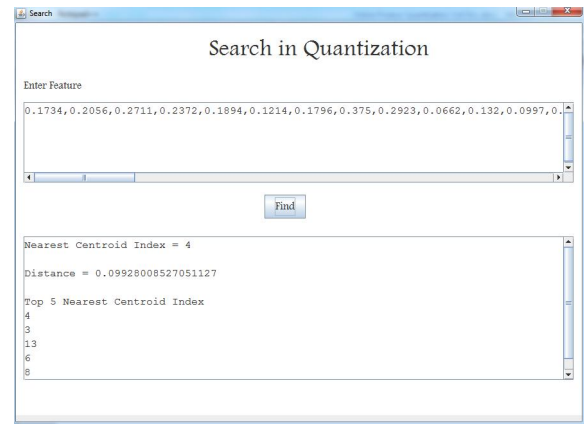 Search
Search in Quantization
Enter Feature
0.1734,0.2056,0.2711,0.2372,0.1894,0.1214,0.1796,0.375,0.2923,0.0662,0.132,0.0997,0.
Find
Nearest Centroid Index = 4
Distance = 0.09928008527051127
Top 5 Nearest Centroid Index
4
3
13
6
8